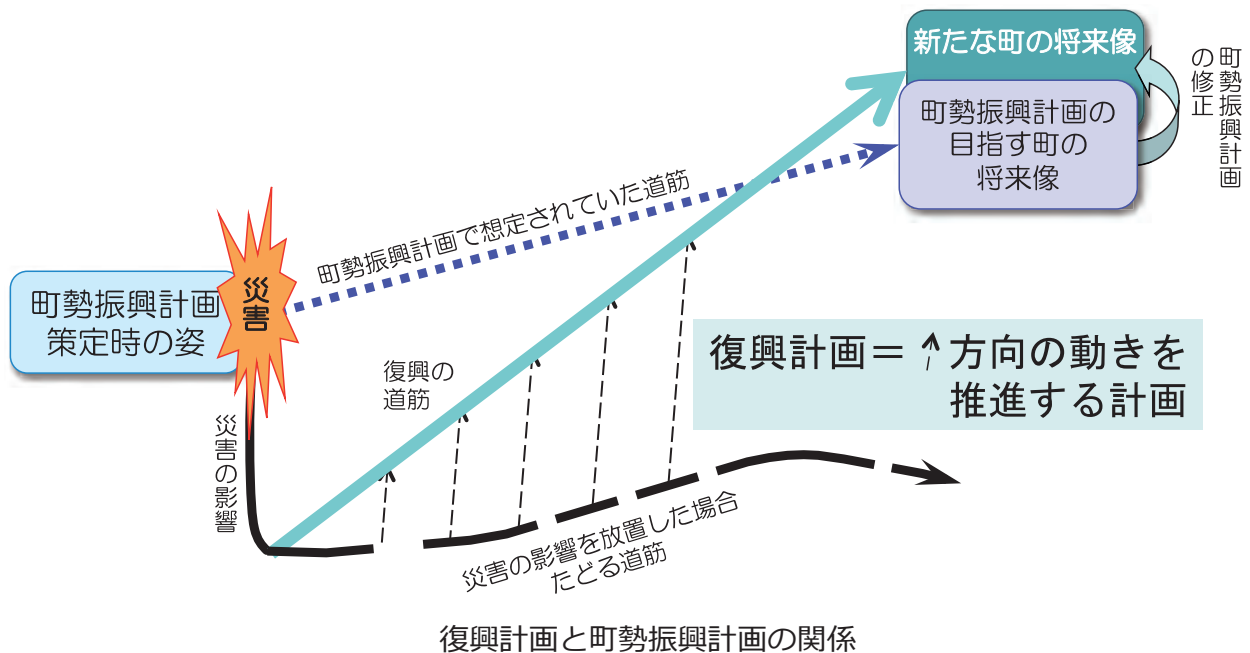 新たな町の将来像
町勢振興計画の
目指す町の
将来像
町勢振興計画
の修正
町勢振興計画で想定されていた道筋
町勢振興計画
策定時の姿
災害
復興の
道筋
復興計画＝ 方向の動きを
推進する計画
災害の影響
災害の影響を放置した場合
たどる道筋
復興計画と町勢振興計画の関係